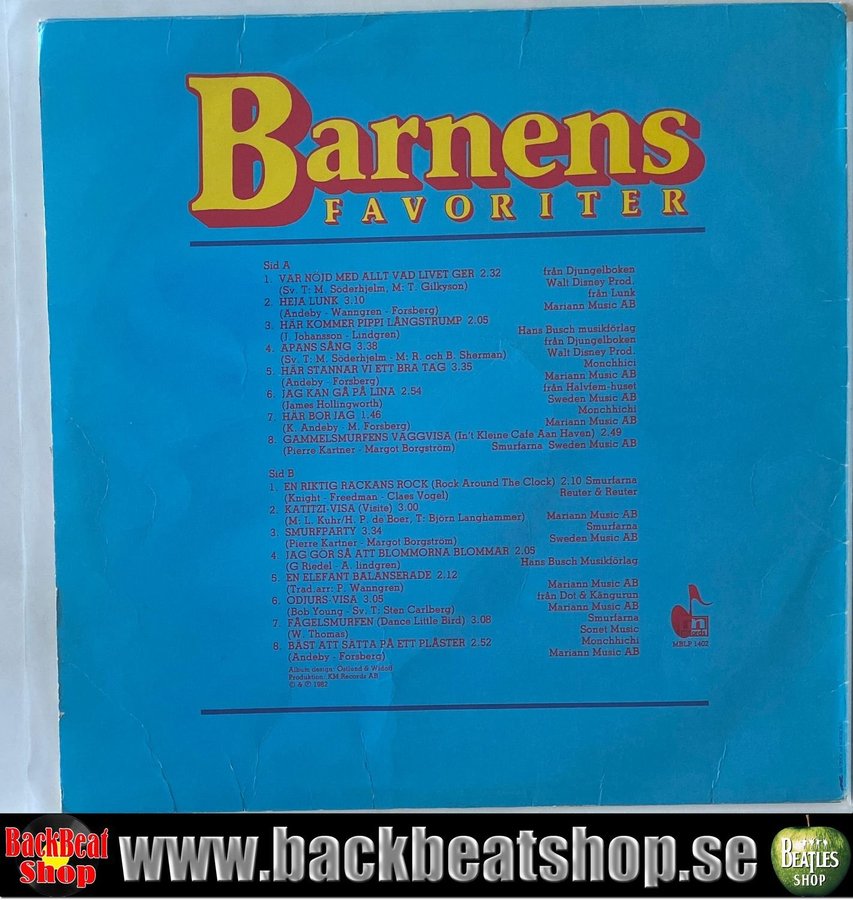 Barnens
FAVORITER
Sid A
1. VAR NÖJD MED ALLT VAD LIVET GER 2.32 från Djungelboken
(Sv. T: M. Söderhjelm, M: T. Gilkyson) Walt Disney Prod.
2. HEJA LUNK 3.10 från Lunk
(Andeby - Wanngren - Forsberg) Mariann Music AB
3. HÄR KOMMER PIPPI LÅNGSTRUMP 2.05
(J. Johansson - Lindgren) Hans Busch musikförlag
4. APANS SÅNG 3.38 från Djungelboken
(Sv. T: M. Söderhjelm - M: R. och B. Sherman) Walt Disney Prod.
5. HÄR STANNAR VI ETT BRA TAG 3.35 Monchhici
(Andeby - Forsberg) Mariann Music AB
6. JAG KAN GÅ PÅ LINA 2.54 från Halvfem-huset
(James Hollingworth) Sweden Music AB
7. HÄR BOR JAG 1.46 Monchhichi
(K. Andeby - M. Forsberg) Mariann Music AB
8. GAMMELSMURFENS VAGGVISA (In't Kleine Cafe Aan Haven) 2.49
(Pierre Kartner - Margot Borgström) Smurfarna Sweden Music AB
Sid B
1. EN RIKTIG RACKANS ROCK (Rock Around The Clock) 2.10 Smurfarna
(Knight - Freedman - Claes Vogel) Reuter & Reuter
2. KATITZI-VISA (Visite) 3.00
(M: L. Kuhr/H. P. de Boer, T: Björn Langhammer) Mariann Music AB
3. SMURFPARTY 3.34 Smurfarna
(Pierre Kartner - Margot Borgström) Sweden Music AB
4. JAG GÖR SÅ ATT BLOMMORNA BLOMMAR 2.05
(G Riedel - A. lindgren) Hans Busch Musikförlag
5. EN ELEFANT BALANSERADE 2.12
(Trad.arr: P. Wanngren) Mariann Music AB
6. ODJURS-VISA 3.05 från Dot & Kängurun
(Bob Young - Sv. T: Sten Carlberg) Mariann Music AB
7. FÅGELSMURFEN (Dance Little Bird) 3.08 Smurfarna
(W. Thomas) Sonet Music
8. BÄST ATT SÄTTA PÅ ETT PLÅSTER 2.52 Monchhichi
(Andeby - Forsberg) Mariann Music AB
Album design: Östlund &
Produktion: KM Records AB
© & ℗ 1982
MBLP 1402
BackBeat
Shop
www.backbeatshop.se
BEATLES
SHOP